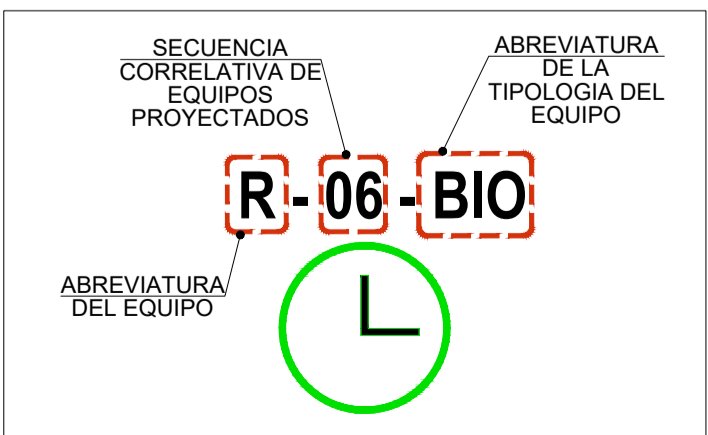 SECUENCIA
CORRELATIVA DE
EQUIPOS
PROYECTADOS
ABREVIATURA
DE LA
TIPOLOGIA DEL
EQUIPO
R - 06 - BIO
ABREVIATURA
DEL EQUIPO